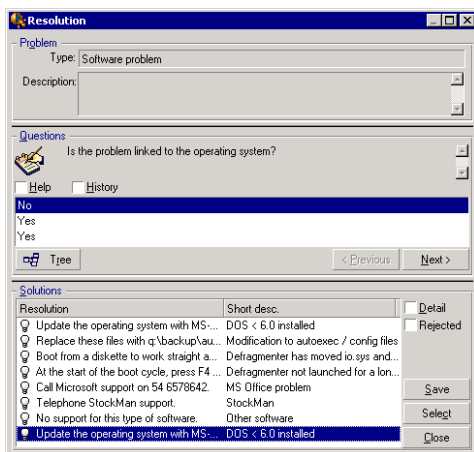 Resolution
Problem
Type: Software problem
Description:
Questions
Is the problem linked to the operating system?
Help History
No
Yes
Yes
Tree < Previous Next >
Solutions
Resolution Short desc. Detail
Update the operating system with MS-... DOS < 6.0 installed Rejected
Replace these files with q:\backup\au... Modification to autoexec / config files
Boot from a diskette to work straight a... Defragmenter has moved io.sys and...
At the start of the boot cycle, press F4 ... Defragmenter not launched for a lon...
Call Microsoft support on 54 6578642. MS Office problem
Telephone StockMan support. StockMan Save
No support for this type of software. Other software Select
Update the operating system with MS-... DOS < 6.0 installed Close